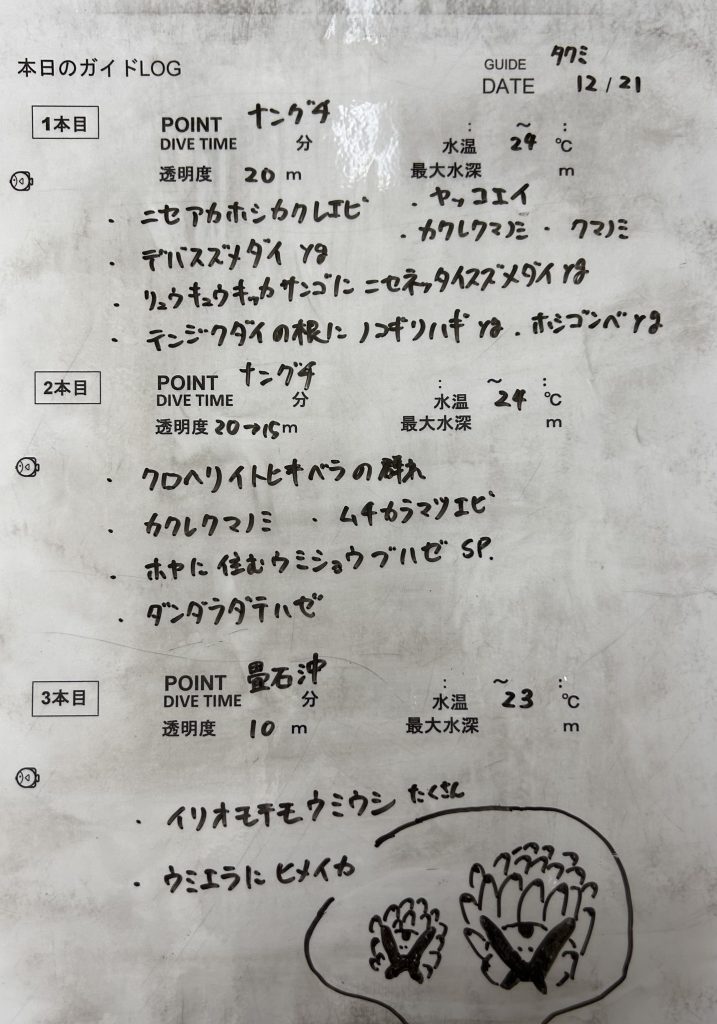 本日のガイドLOG
GUIDE タクミ
DATE 12/21
1本目
POINT ナングチ
DIVE TIME 分
: ~ :
水温 24 ℃
透明度 20 m
最大水深 m
・ニセアカホシカクレエビ ・ヤッコエイ
・カクレクマノミ ・クマノミ
・デバスズメダイ yg
・リュウキュウキッカサンゴに ニセネッタイスズメダイ yg
・テンジクダイの根に ノコギリハギ yg ・ホシゴンベ yg
2本目
POINT ナングチ
DIVE TIME 分
: ~ :
水温 24 ℃
透明度 20→15m
最大水深 m
・クロヘリイトヒキベラの群れ
・カクレクマノミ ・ムチカラマツエビ
・ホヤに住むウミショウブハゼ SP.
・ダンダラダテハゼ
3本目
POINT 畳石沖
DIVE TIME 分
: ~ :
水温 23 ℃
透明度 10 m
最大水深 m
・イリオモテモウミウシ たくさん
・ウミエラに ヒメイカ